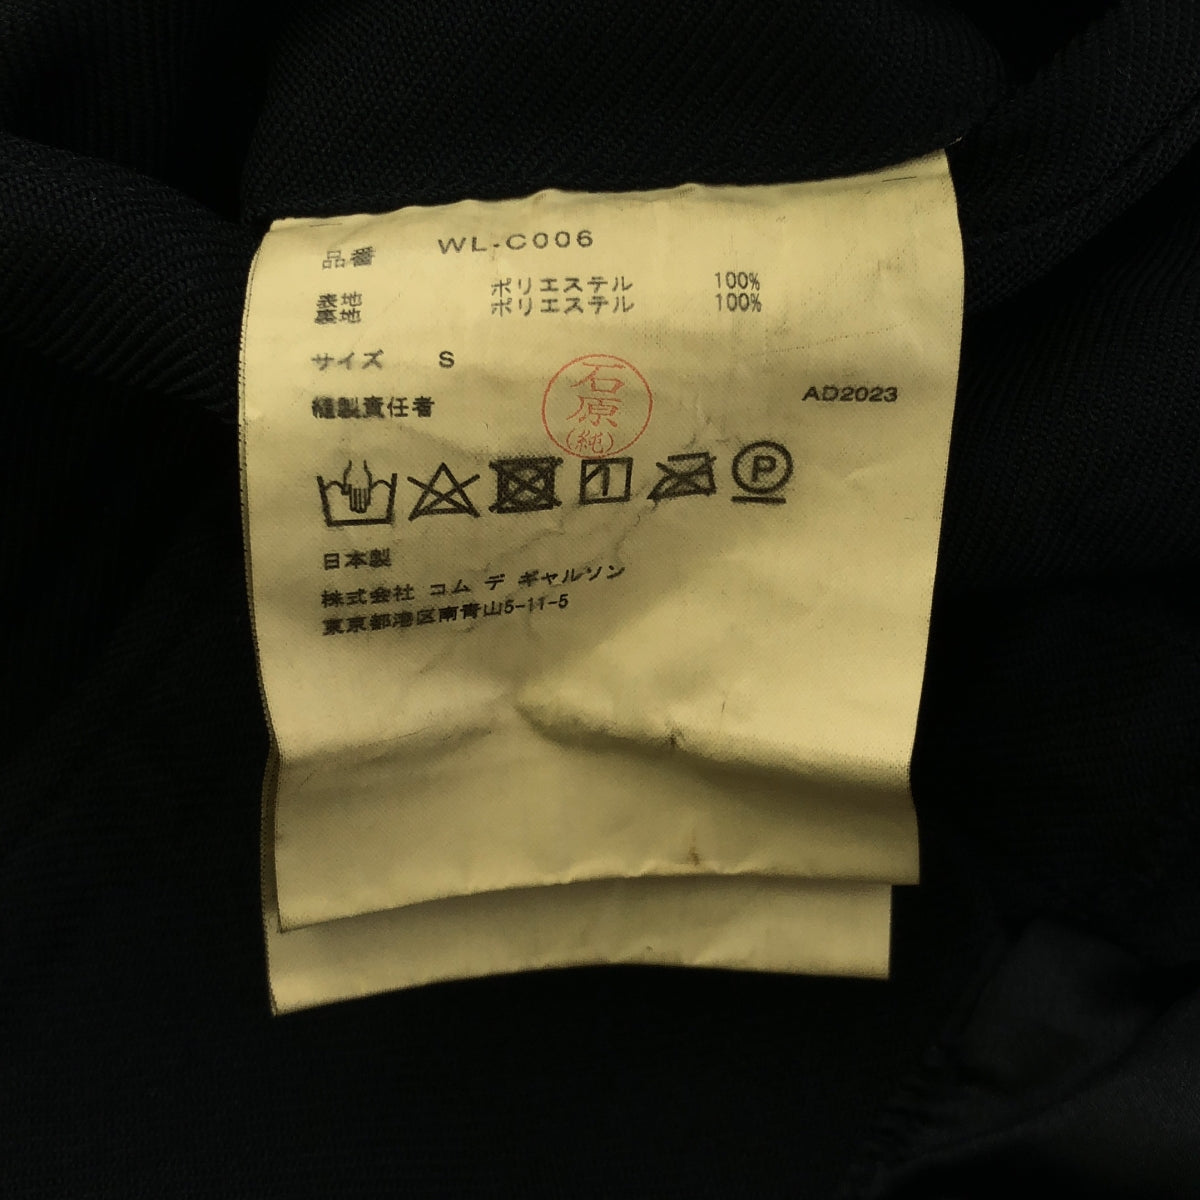 品番 WL-C006
表地 ポリエステル 100%
裏地 ポリエステル 100%
サイズ S
縫製責任者 石原(純) AD2023
P
日本製
株式会社 コム デ ギャルソン
東京都港区南青山5-11-5